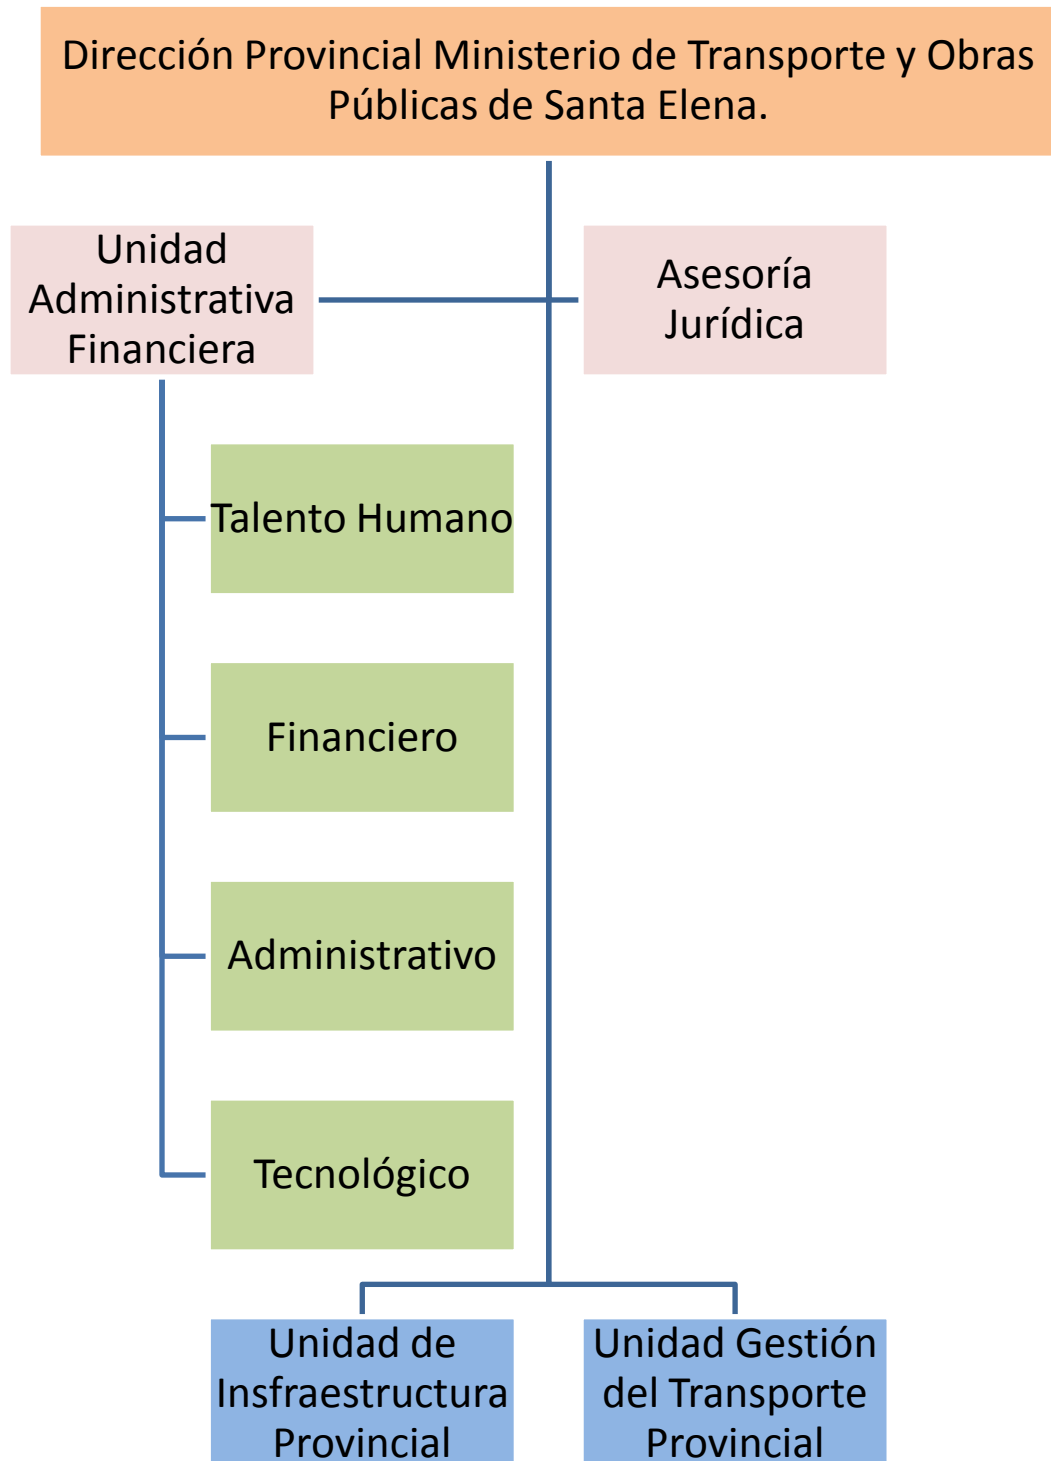 Dirección Provincial Ministerio de Transporte y Obras
Públicas de Santa Elena.
Unidad
Administrativa
Financiera
Asesoría
Jurídica
Talento Humano
Financiero
Administrativo
Tecnológico
Unidad de
Insfraestructura
Provincial
Unidad Gestión
del Transporte
Provincial